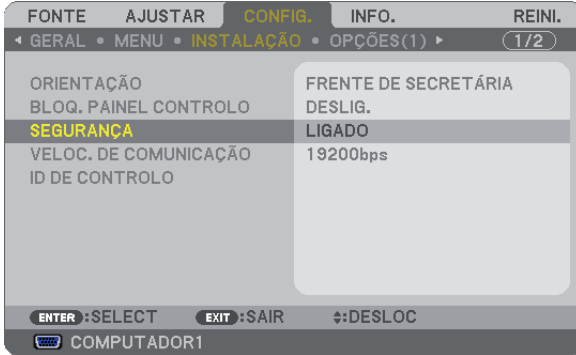 FONTE AJUSTAR CONFIG. INFO. REINI.
GERAL • MENU • INSTALAÇÃO • OPÇÕES(1) 1/2
ORIENTAÇÃO FRENTE DE SECRETÁRIA
BLOQ. PAINEL CONTROLO DESLIG.
SEGURANÇA LIGADO
VELOC. DE COMUNICAÇÃO 19200bps
ID DE CONTROLO
ENTER :SELECT EXIT :SAIR :DESLOC
COMPUTADOR1